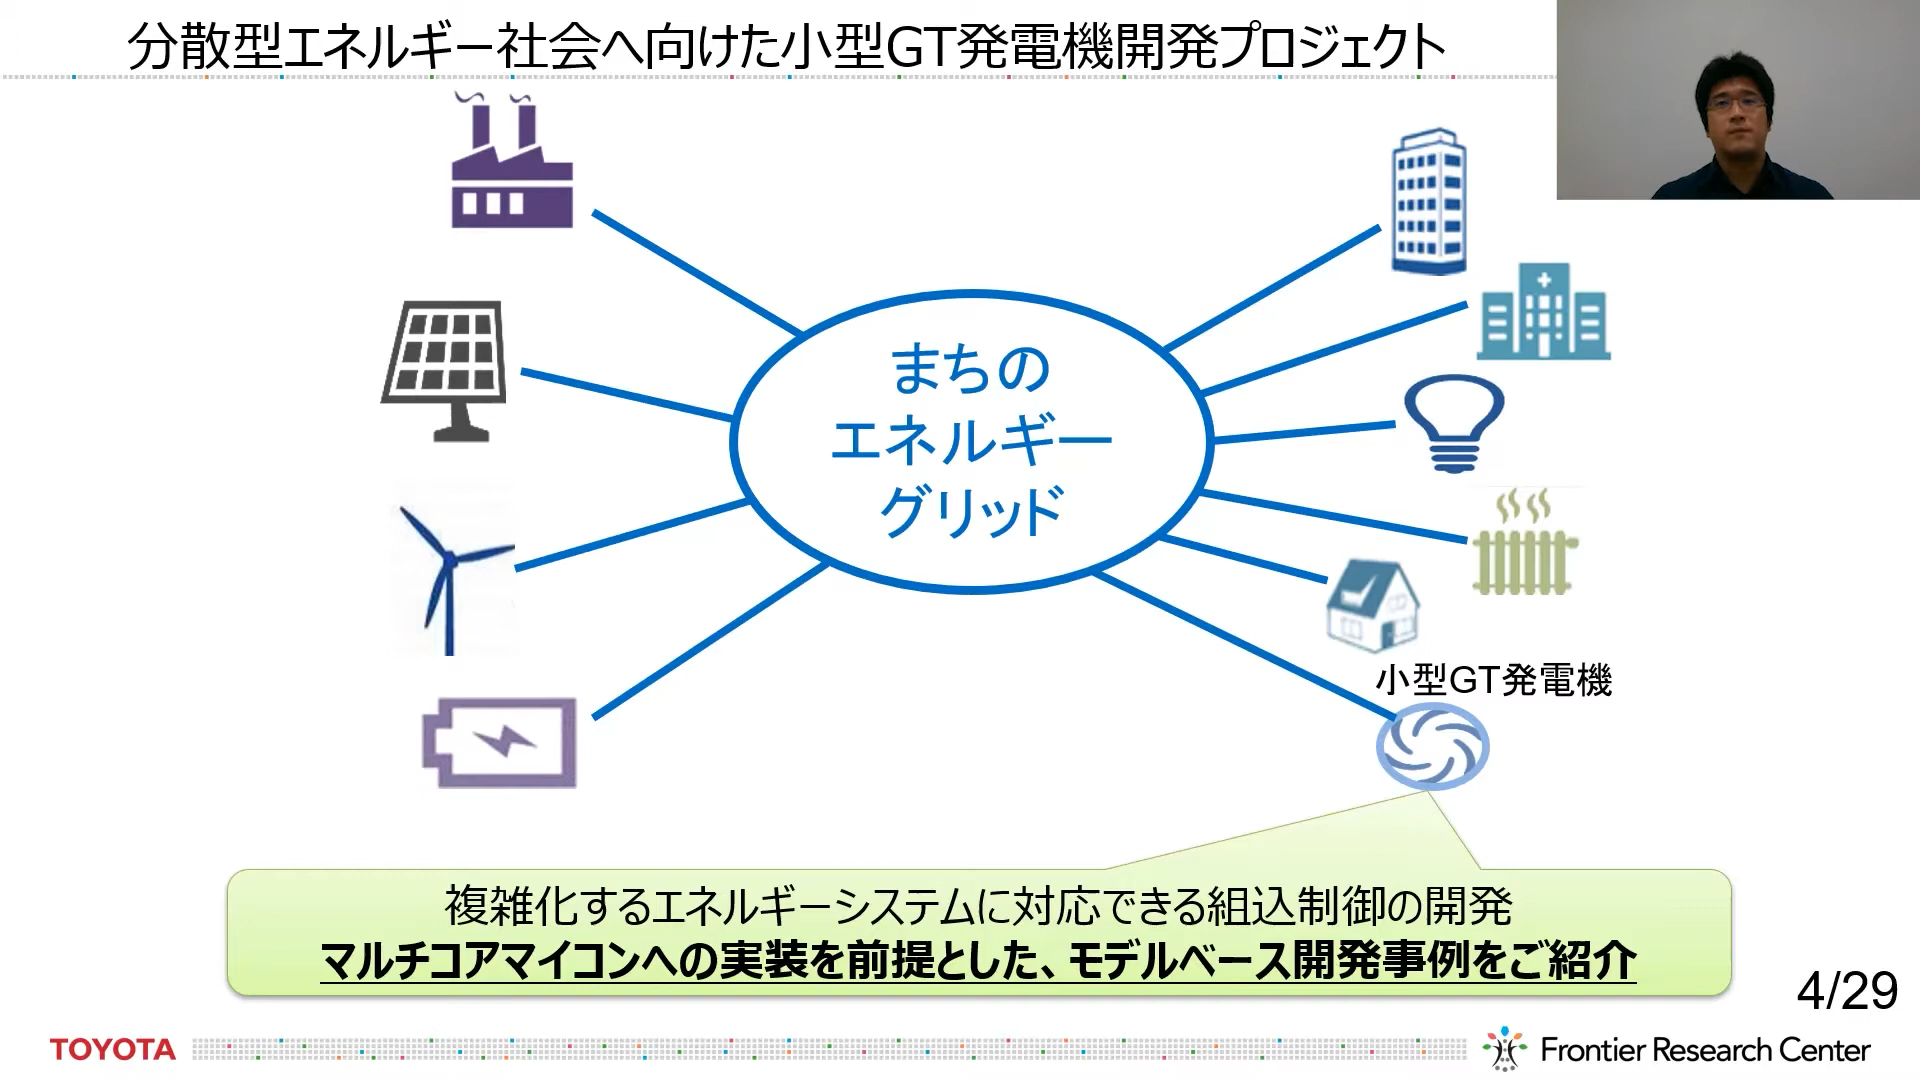 分散型エネルギー社会へ向けた小型GT発電機開発プロジェクト
まちの
エネルギー
グリッド
小型GT発電機
複雑化するエネルギーシステムに対応できる組込制御の開発
マルチコアマイコンへの実装を前提とした、モデルベース開発事例をご紹介
4/29
TOYOTA
Frontier Research Center